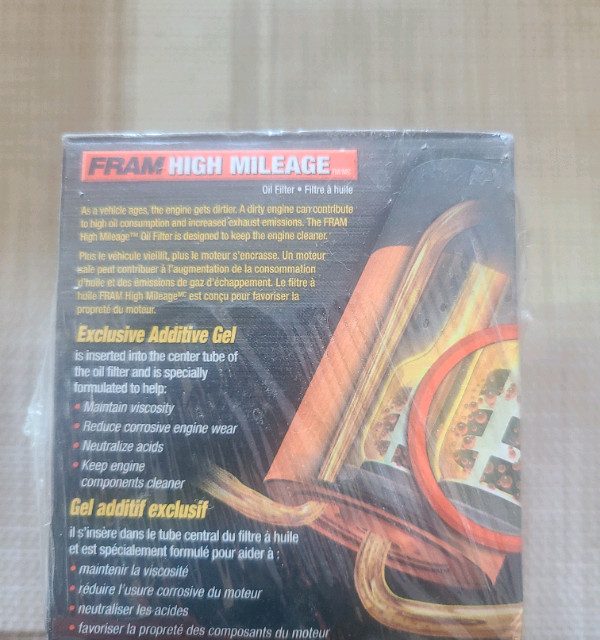 FRAM HIGH MILEAGE
Oil Filter • Filtre à huile
As a vehicle ages, the engine gets dirtier. A dirty engine can contribute
to high oil consumption and increased exhaust emissions. The FRAM
High Mileage™ Oil Filter is designed to keep the engine cleaner.
Plus le véhicule vieillit, plus le moteur s'encrasse. Un moteur
sale peut contribuer à l'augmentation de la consommation
d'huile et des émissions de gaz d'échappement. Le filtre à
huile FRAM High Mileage™ est conçu pour favoriser la
propreté du moteur.
Exclusive Additive Gel
is inserted into the center tube of
the oil filter and is specially
formulated to help:
• Maintain viscosity
• Reduce corrosive engine wear
• Neutralize acids
• Keep engine
components cleaner
Gel additif exclusif
il s'insère dans le tube central du filtre à huile
et est spécialement formulé pour aider à :
• maintenir la viscosité
• réduire l'usure corrosive du moteur
• neutraliser les acides
• favoriser la propreté des composants du moteur